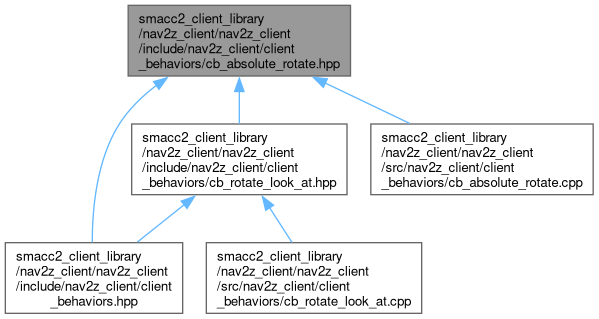 smacc2_client_library
/nav2z_client/nav2z_client
/include/nav2z_client/client
_behaviors/cb_absolute_rotate.hpp
smacc2_client_library
/nav2z_client/nav2z_client
/include/nav2z_client/client
_behaviors/cb_rotate_look_at.hpp
smacc2_client_library
/nav2z_client/nav2z_client
/src/nav2z_client/client
_behaviors/cb_absolute_rotate.cpp
smacc2_client_library
/nav2z_client/nav2z_client
/include/nav2z_client/client
_behaviors.hpp
smacc2_client_library
/nav2z_client/nav2z_client
/src/nav2z_client/client
_behaviors/cb_rotate_look_at.cpp